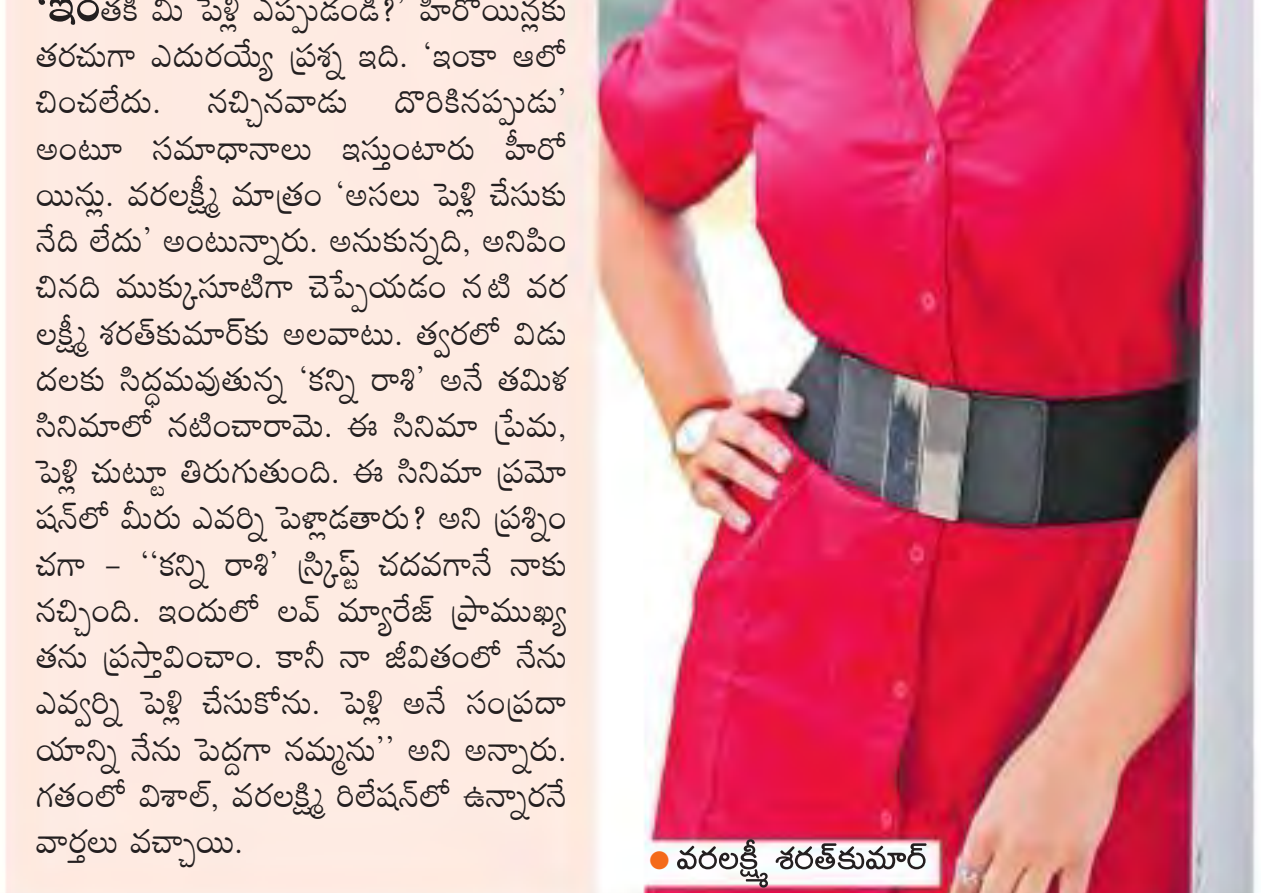 ‘ఇంతకీ మీ పెళ్లి ఎప్పుడండీ?’ హీరోయిన్లకు
తరచుగా ఎదురయ్యే ప్రశ్న ఇది. ‘ఇంకా ఆలో
చించలేదు. నచ్చినవాడు దొరికినప్పుడు’
అంటూ సమాధానాలు ఇస్తుంటారు హీరో
యిన్లు. వరలక్ష్మీ మాత్రం ‘అసలు పెళ్లి చేసుకు
నేది లేదు’ అంటున్నారు. అనుకున్నది, అనిపిం
చినది ముక్కుసూటిగా చెప్పేయడం నటి వర
లక్ష్మీ శరత్‌కుమార్‌కు అలవాటు. త్వరలో విడు
దలకు సిద్ధమవుతున్న ‘కన్ని రాశి’ అనే తమిళ
సినిమాలో నటించారామె. ఈ సినిమా ప్రేమ,
పెళ్లి చుట్టూ తిరుగుతుంది. ఈ సినిమా ప్రమో
షన్‌లో మీరు ఎవర్ని పెళ్లాడతారు? అని ప్రశ్నిం
చగా – ‘‘కన్ని రాశి’ స్క్రిప్ట్ చదవగానే నాకు
నచ్చింది. ఇందులో లవ్ మ్యారేజ్ ప్రాముఖ్య
తను ప్రస్తావించాం. కానీ నా జీవితంలో నేను
ఎవ్వర్ని పెళ్లి చేసుకోను. పెళ్లి అనే సంప్రదా
యాన్ని నేను పెద్దగా నమ్మను’’ అని అన్నారు.
గతంలో విశాల్, వరలక్ష్మి రిలేషన్‌లో ఉన్నారనే
వార్తలు వచ్చాయి.
● వరలక్ష్మీ శరత్‌కుమార్